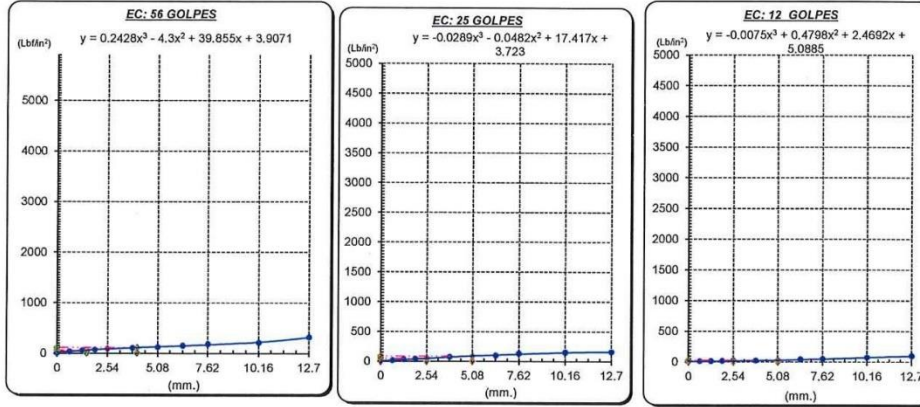 EC: 56 GOLPES
y = 0.2428x³ - 4.3x² + 39.855x + 3.9071
(Lbf/in²)
5000
4000
3000
2000
1000
0
0 2.54 5.08 7.62 10.16 12.7
(mm.)
EC: 25 GOLPES
y = -0.0289x³ - 0.0482x² + 17.417x +
3.723
(Lb/in²)
5000
4500
4000
3500
3000
2500
2000
1500
1000
500
0
0 2.54 5.08 7.62 10.16 12.7
(mm.)
EC: 12 GOLPES
y = -0.0075x³ + 0.4798x² + 2.4692x +
5.0885
(Lb/in²)
5000
4500
4000
3500
3000
2500
2000
1500
1000
500
0
0 2.54 5.08 7.62 10.16 12.7
(mm.)